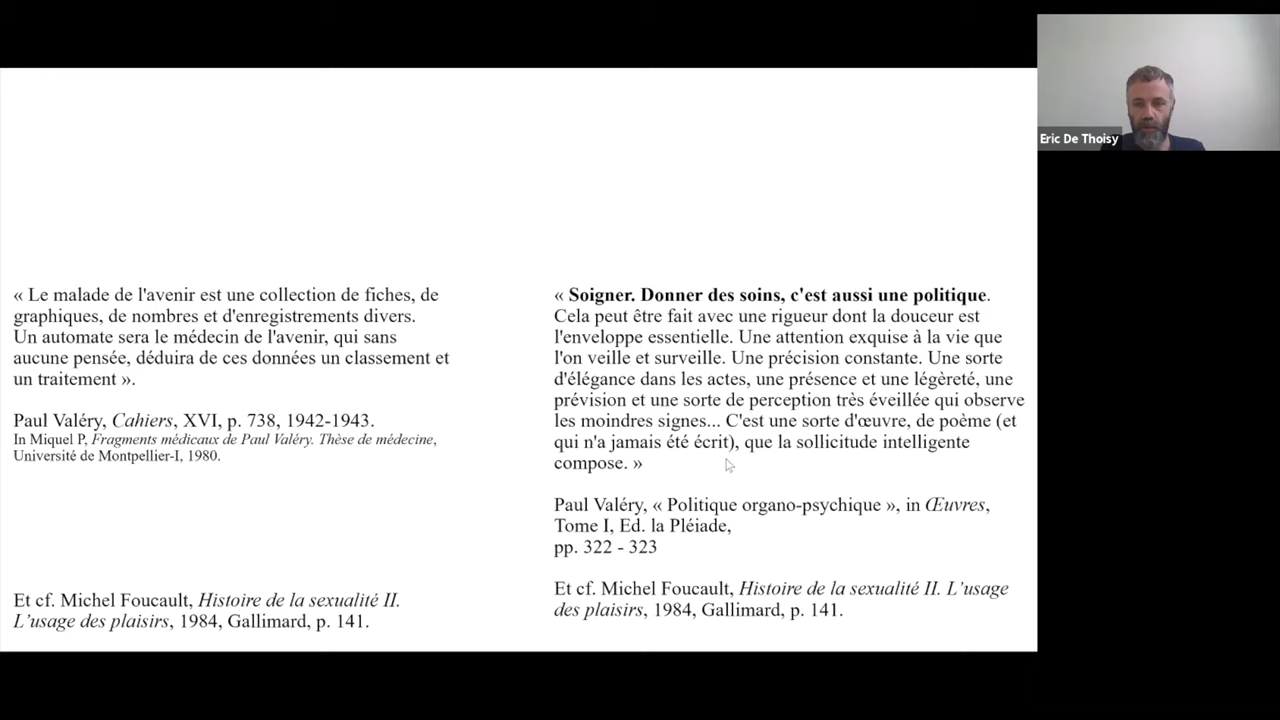 « Le malade de l'avenir est une collection de fiches, de
graphiques, de nombres et d'enregistrements divers.
Un automate sera le médecin de l'avenir, qui sans
aucune pensée, déduira de ces données un classement et
un traitement ».
Paul Valéry, Cahiers, XVI, p. 738, 1942-1943.
In Miquel P, Fragments médicaux de Paul Valéry. Thèse de médecine,
Université de Montpellier-I, 1980.
Et cf. Michel Foucault, Histoire de la sexualité II.
L’usage des plaisirs, 1984, Gallimard, p. 141.
« Soigner. Donner des soins, c'est aussi une politique.
Cela peut être fait avec une rigueur dont la douceur est
l'enveloppe essentielle. Une attention exquise à la vie que
l'on veille et surveille. Une précision constante. Une sorte
d'élégance dans les actes, une présence et une légèreté, une
prévision et une sorte de perception très éveillée qui observe
les moindres signes... C'est une sorte d'œuvre, de poème (et
qui n'a jamais été écrit), que la sollicitude intelligente
compose. »
Paul Valéry, « Politique organo-psychique », in Œuvres,
Tome I, Ed. la Pléiade,
pp. 322 - 323
Et cf. Michel Foucault, Histoire de la sexualité II. L’usage
des plaisirs, 1984, Gallimard, p. 141.
Eric De Thoisy